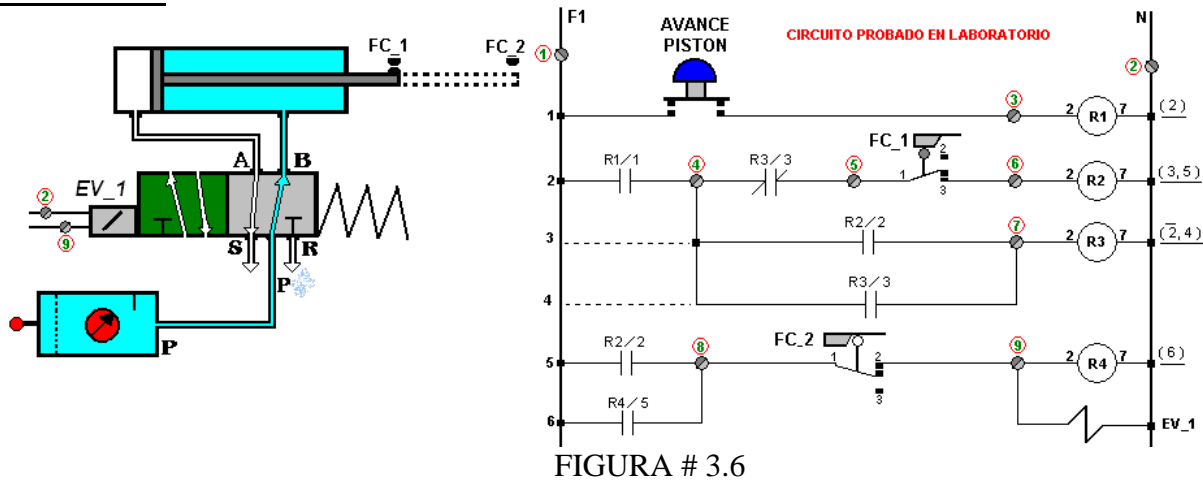 FC_1
FC_2
A
B
EV_1
2
9
S
R
P
P
F1
AVANCE
PISTON
CIRCUITO PROBADO EN LABORATORIO
N
1
2
1
3
2
R1
7
(2)
2
R1/1
4
R3/3
5
FC_1
1
2
3
6
2
R2
7
(3,5)
3
R2/2
7
2
R3
7
(2̅,4)
4
R3/3
5
R2/2
8
FC_2
1
2
3
9
2
R4
7
(6)
6
R4/5
EV_1
FIGURA # 3.6